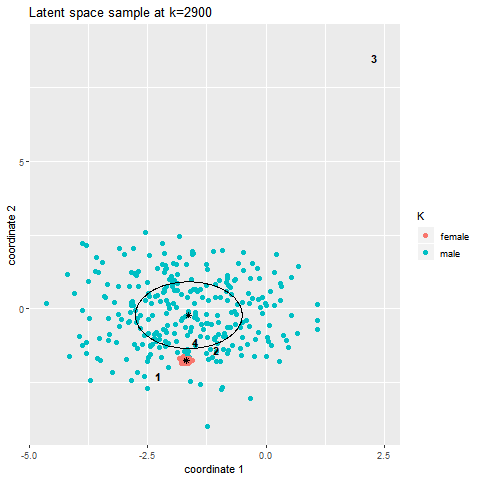 Latent space sample at k=2900
3
5
coordinate 2
0
K
female
male
4
2
1
-5.0
-2.5
0.0
2.5
coordinate 1